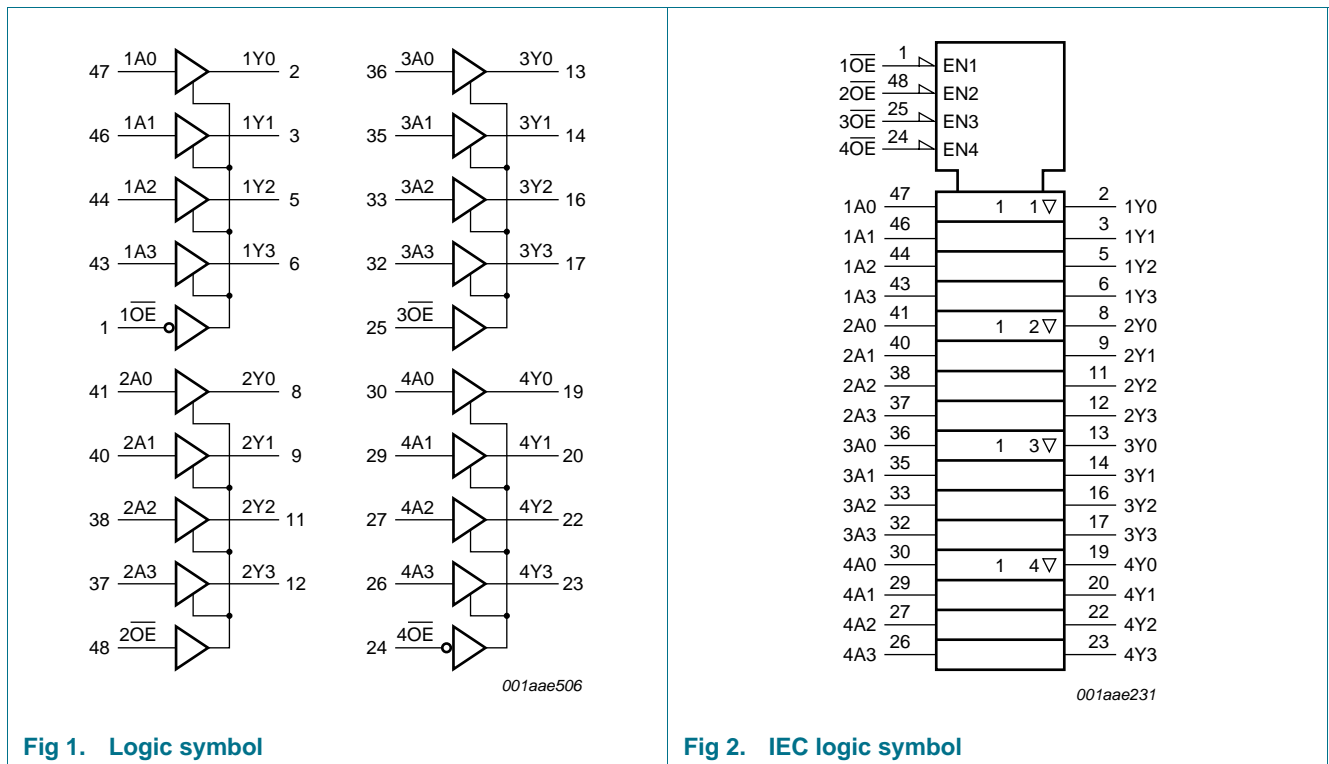 47 1A0 1Y0 2
46 1A1 1Y1 3
44 1A2 1Y2 5
43 1A3 1Y3 6
1 1O̅E̅
41 2A0 2Y0 8
40 2A1 2Y1 9
38 2A2 2Y2 11
37 2A3 2Y3 12
48 2O̅E̅
36 3A0 3Y0 13
35 3A1 3Y1 14
33 3A2 3Y2 16
32 3A3 3Y3 17
25 3O̅E̅
30 4A0 4Y0 19
29 4A1 4Y1 20
27 4A2 4Y2 22
26 4A3 4Y3 23
24 4O̅E̅
001aae506
Fig 1. Logic symbol
1O̅E̅ 1 EN1
2O̅E̅ 48 EN2
3O̅E̅ 25 EN3
4O̅E̅ 24 EN4
1A0 47 1 1▽ 2 1Y0
1A1 46 3 1Y1
1A2 44 5 1Y2
1A3 43 6 1Y3
2A0 41 1 2▽ 8 2Y0
2A1 40 9 2Y1
2A2 38 11 2Y2
2A3 37 12 2Y3
3A0 36 1 3▽ 13 3Y0
3A1 35 14 3Y1
3A2 33 16 3Y2
3A3 32 17 3Y3
4A0 30 1 4▽ 19 4Y0
4A1 29 20 4Y1
4A2 27 22 4Y2
4A3 26 23 4Y3
001aae231
Fig 2. IEC logic symbol